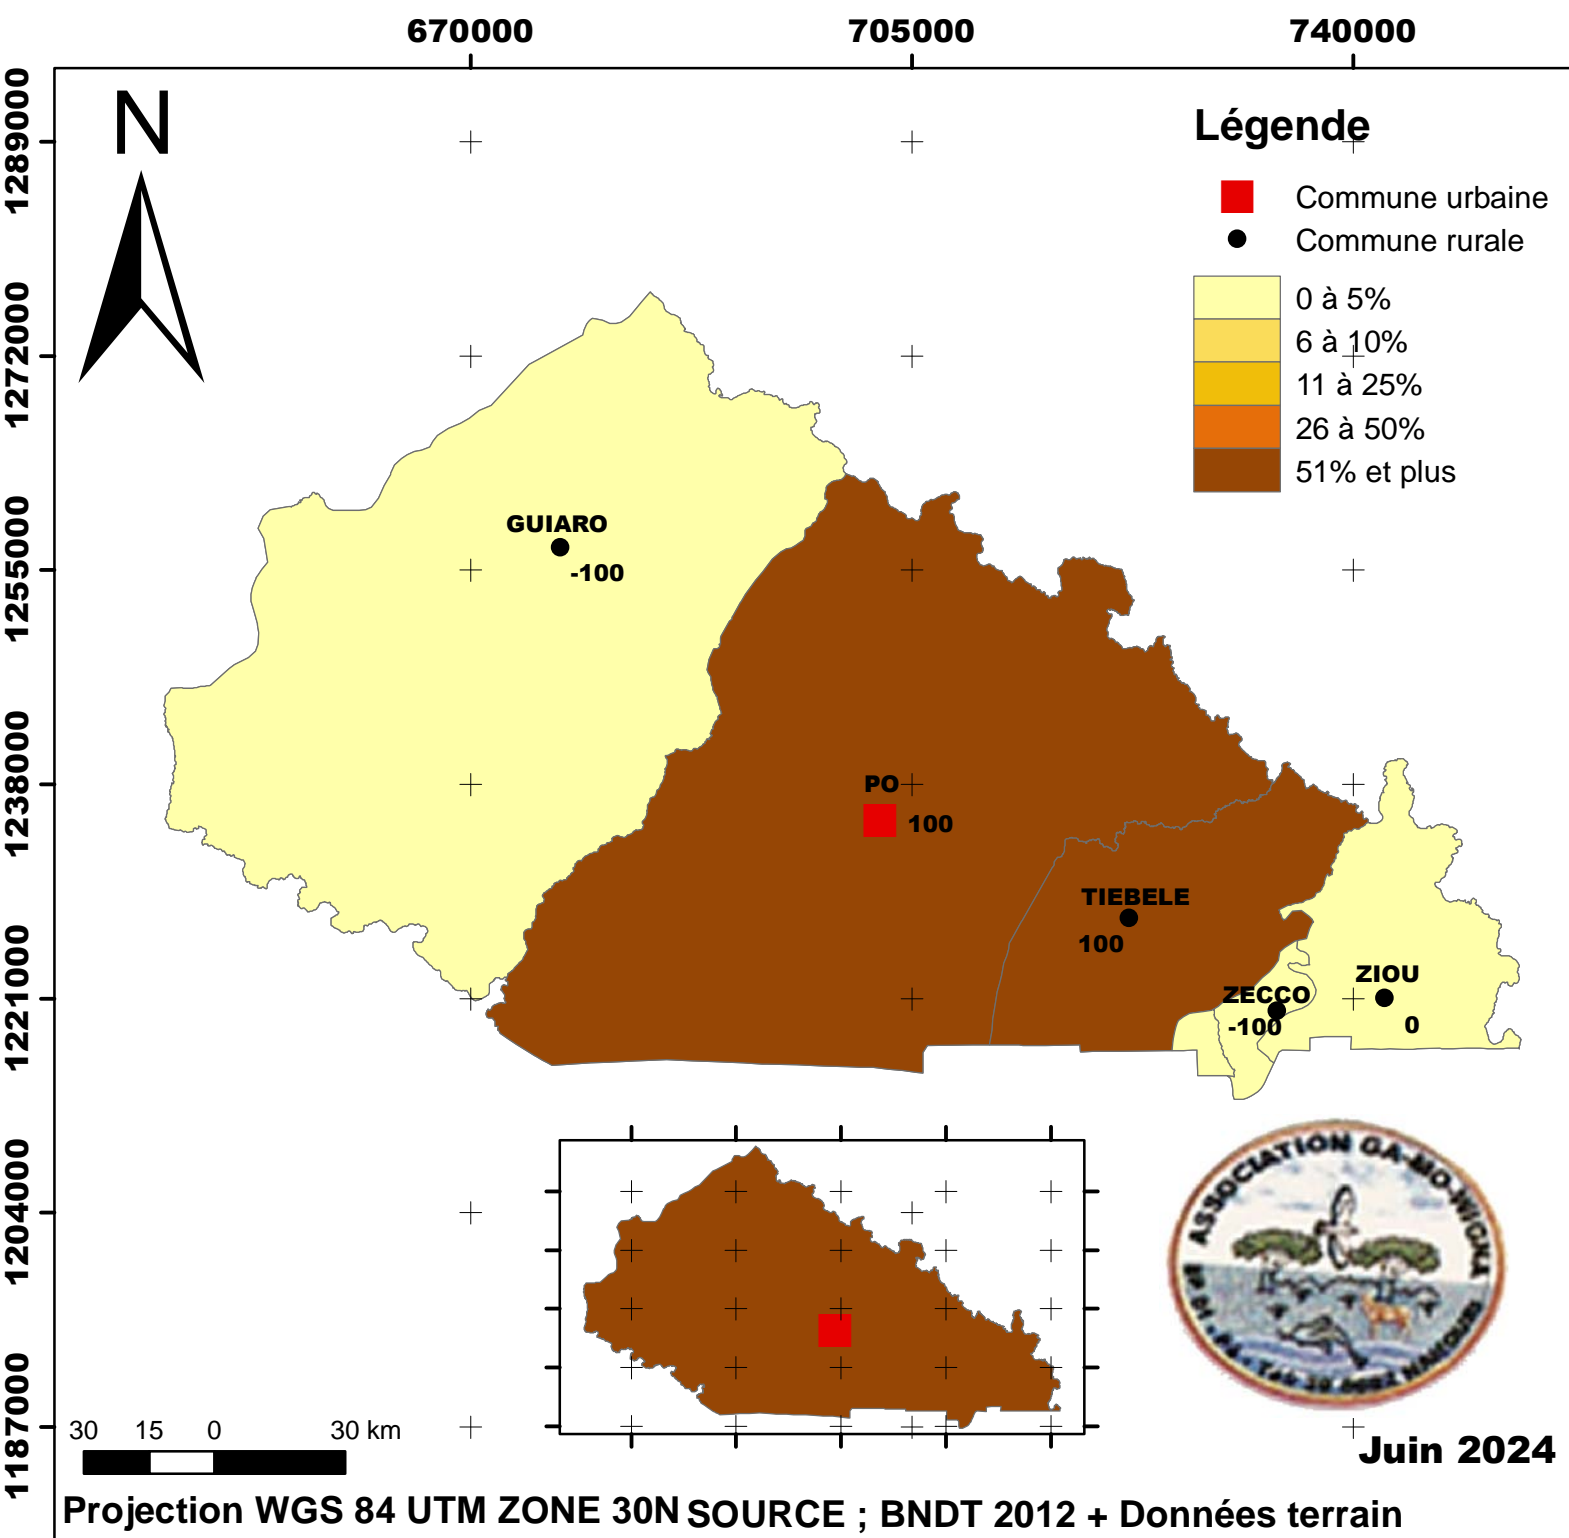 670000 705000 740000
1289000
1272000
1255000
1238000
1221000
1204000
1187000
N
Légende
Commune urbaine
Commune rurale
0 à 5%
6 à 10%
11 à 25%
26 à 50%
51% et plus
GUIARO
-100
PO
100
TIEBELE
100
ZECCO
-100
ZIOU
0
ASSOCIATION GA-MO-WIGNA
NAHOURI
30 15 0 30 km
Juin 2024
Projection WGS 84 UTM ZONE 30N SOURCE ; BNDT 2012 + Données terrain